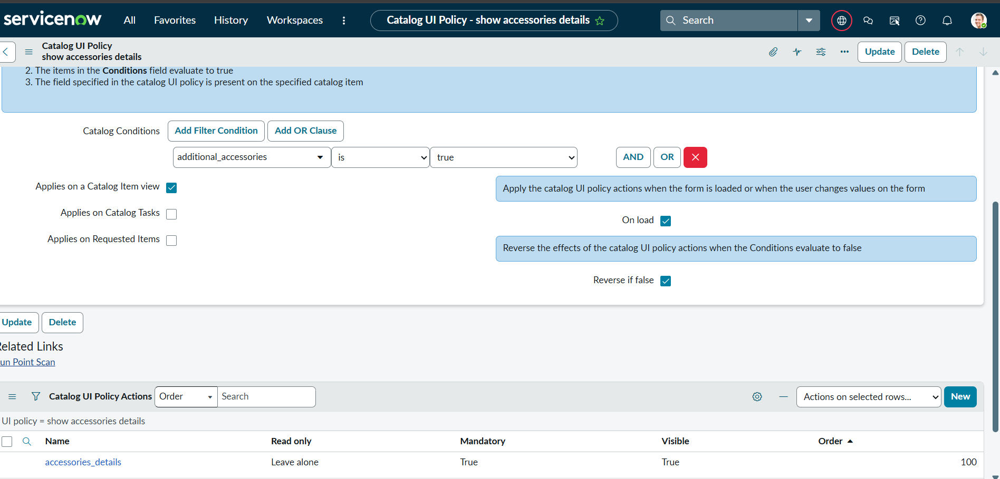 servicenow All Favorites History Workspaces Catalog UI Policy - show accessories details Search
Catalog UI Policy
show accessories details
Update Delete
2. The items in the Conditions field evaluate to true
3. The field specified in the catalog UI policy is present on the specified catalog item
Catalog Conditions Add Filter Condition Add OR Clause
additional_accessories is true AND OR
Applies on a Catalog Item view
Apply the catalog UI policy actions when the form is loaded or when the user changes values on the form
Applies on Catalog Tasks
On load
Applies on Requested Items
Reverse the effects of the catalog UI policy actions when the Conditions evaluate to false
Reverse if false
Update Delete
Related Links
un Point Scan
Catalog UI Policy Actions Order Search Actions on selected rows... New
UI policy = show accessories details
Name Read only Mandatory Visible Order
accessories_details Leave alone True True 100